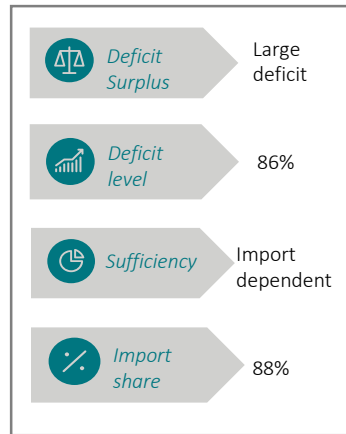 Deficit
Surplus
Large
deficit
Deficit
level
86%
Sufficiency
Import
dependent
Import
share
88%